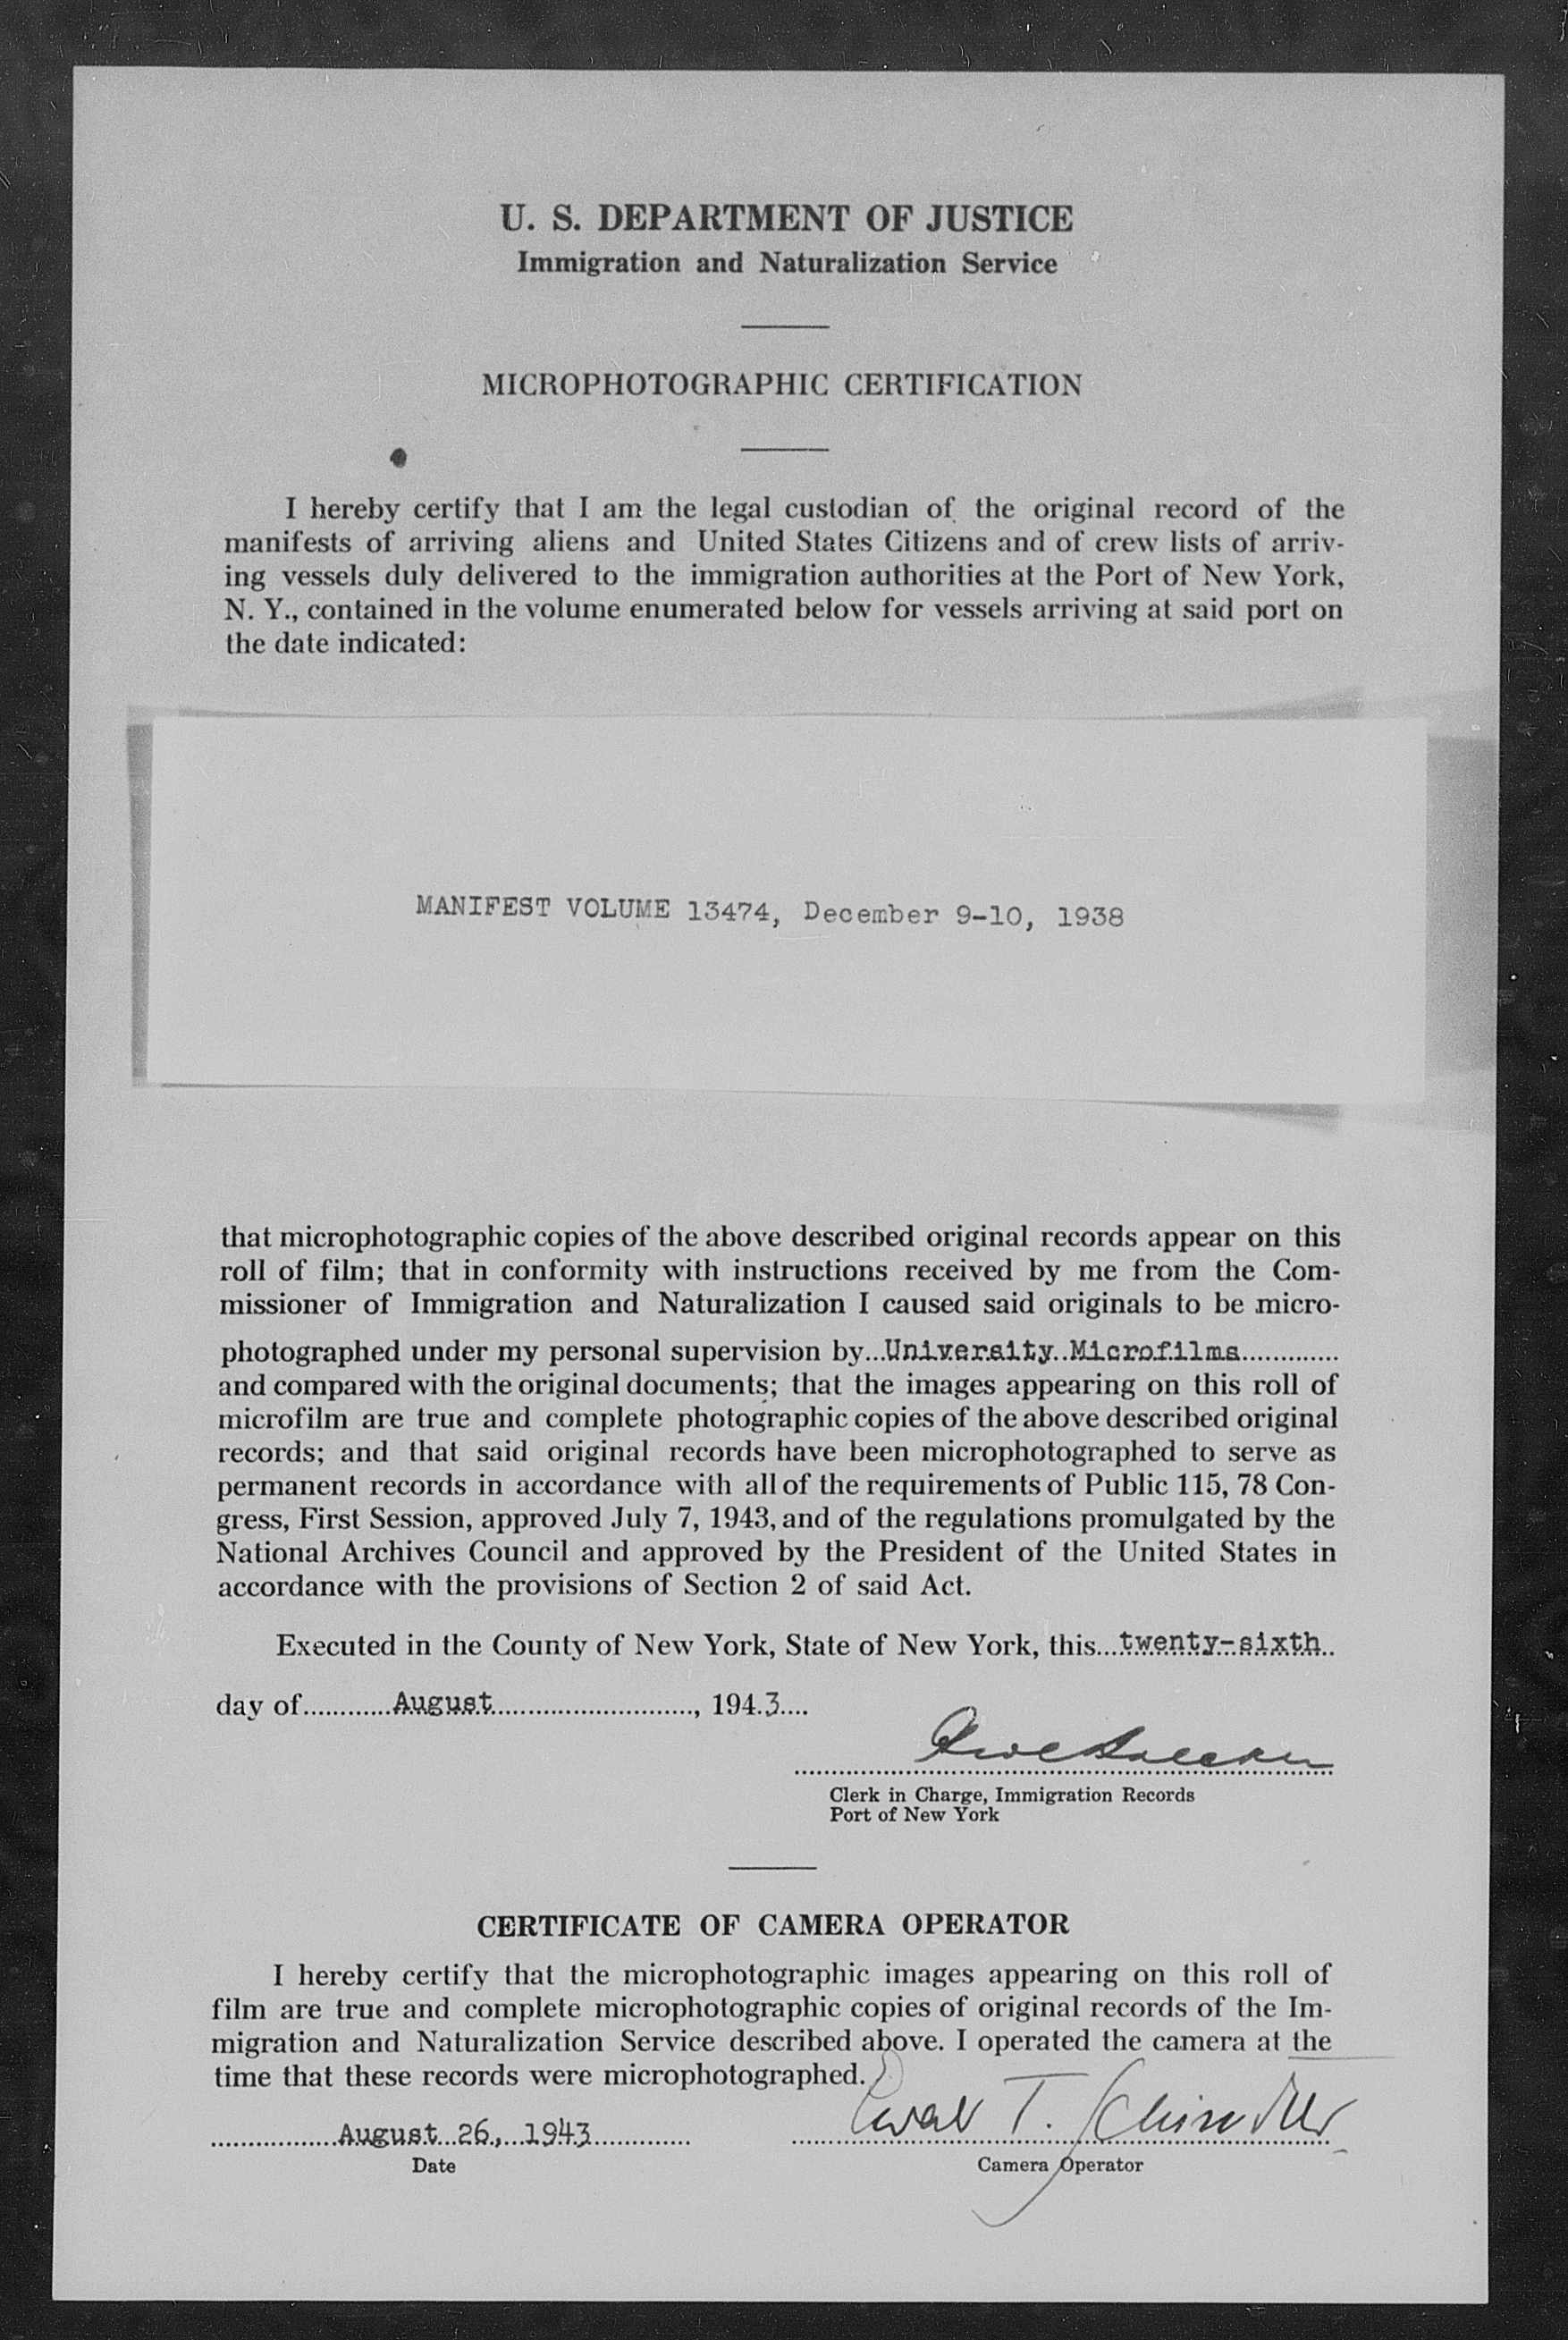 U. S. DEPARTMENT OF JUSTICE
Immigration and Naturalization Service
MICROPHOTOGRAPHIC CERTIFICATION
I hereby certify that I am the legal custodian of the original record of the
manifests of arriving aliens and United States Citizens and of crew lists of arriv-
ing vessels duly delivered to the immigration authorities at the Port of New York,
N. Y., contained in the volume enumerated below for vessels arriving at said port on
the date indicated:
MANIFEST VOLUME 13474, December 9-10, 1938
that microphotographic copies of the above described original records appear on this
roll of film; that in conformity with instructions received by me from the Com-
missioner of Immigration and Naturalization I caused said originals to be micro-
photographed under my personal supervision by...University Microfilms.............
and compared with the original documents; that the images appearing on this roll of
microfilm are true and complete photographic copies of the above described original
records; and that said original records have been microphotographed to serve as
permanent records in accordance with all of the requirements of Public 115, 78 Con-
gress, First Session, approved July 7, 1943, and of the regulations promulgated by the
National Archives Council and approved by the President of the United States in
accordance with the provisions of Section 2 of said Act.
Executed in the County of New York, State of New York, this....twenty-sixth..
day of............August..........................., 194.3....
Clerk in Charge, Immigration Records
Port of New York
CERTIFICATE OF CAMERA OPERATOR
I hereby certify that the microphotographic images appearing on this roll of
film are true and complete microphotographic copies of original records of the Im-
migration and Naturalization Service described above. I operated the camera at the
time that these records were microphotographed.
T. Schindler
August 26, 1943
Date
Camera Operator